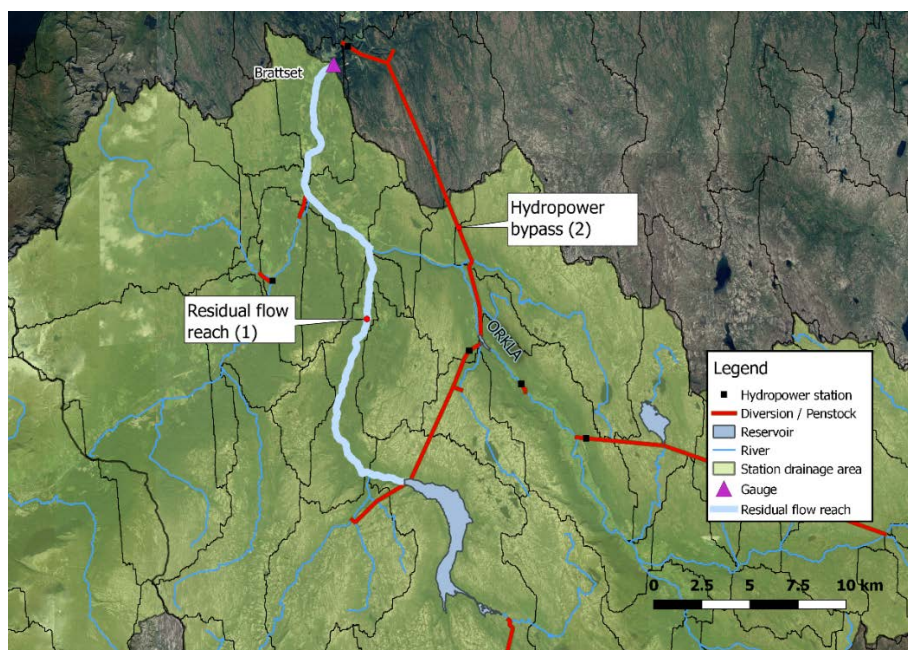 Brattset
Hydropower
bypass (2)
Residual flow
reach (1)
ORKLA
Legend
Hydropower station
Diversion / Penstock
Reservoir
River
Station drainage area
Gauge
Residual flow reach
0 2.5 5 7.5 10 km